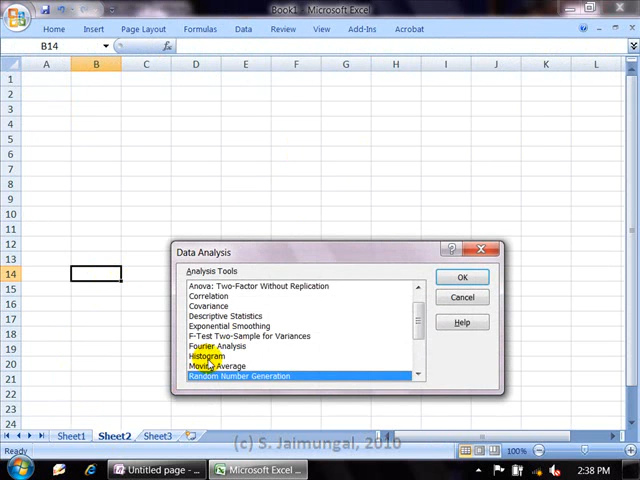 Book1 - Microsoft Excel
Home Insert Page Layout Formulas Data Review View Add-Ins Acrobat
B14 fx
A B C D E F G H I J K L
1
2
3
4
5
6
7
8
9
10
11
12
13
14
15
16
17
18
19
20
21
22
23
24
Data Analysis
Analysis Tools
Anova: Two-Factor Without Replication
Correlation
Covariance
Descriptive Statistics
Exponential Smoothing
F-Test Two-Sample for Variances
Fourier Analysis
Histogram
Moving Average
Random Number Generation
OK
Cancel
Help
Sheet1 Sheet2 Sheet3
(c) S. Jaimungal, 2010
Ready 100%
Untitled page - ... Microsoft Excel ... 2:38 PM